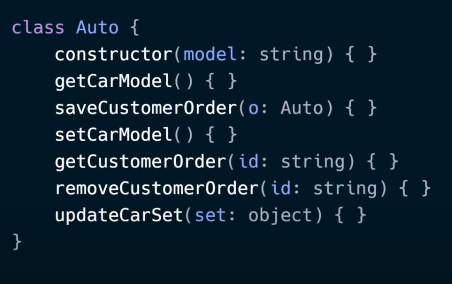 class Auto {
    constructor(model: string) { }
    getCarModel() { }
    saveCustomerOrder(o: Auto) { }
    setCarModel() { }
    getCustomerOrder(id: string) { }
    removeCustomerOrder(id: string) { }
    updateCarSet(set: object) { }
}